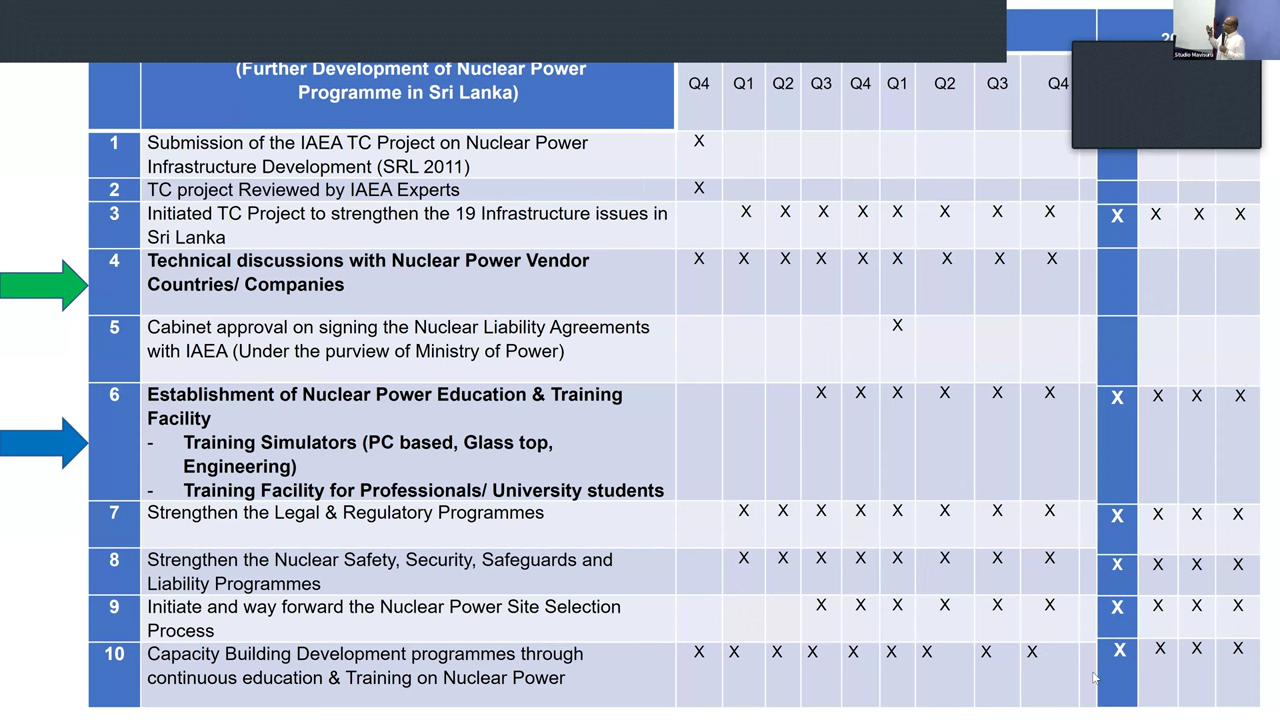 (Further Development of Nuclear Power
Programme in Sri Lanka)
Q4 Q1 Q2 Q3 Q4 Q1 Q2 Q3 Q4
Studio Mavisuru
1 Submission of the IAEA TC Project on Nuclear Power X
Infrastructure Development (SRL 2011)
2 TC project Reviewed by IAEA Experts X
3 Initiated TC Project to strengthen the 19 Infrastructure issues in X X X X X X X X X X X X
Sri Lanka
4 Technical discussions with Nuclear Power Vendor X X X X X X X X X
Countries/ Companies
5 Cabinet approval on signing the Nuclear Liability Agreements X
with IAEA (Under the purview of Ministry of Power)
6 Establishment of Nuclear Power Education & Training X X X X X X X X X X
Facility
- Training Simulators (PC based, Glass top,
Engineering)
- Training Facility for Professionals/ University students
7 Strengthen the Legal & Regulatory Programmes X X X X X X X X X X X X
8 Strengthen the Nuclear Safety, Security, Safeguards and X X X X X X X X X X X X
Liability Programmes
9 Initiate and way forward the Nuclear Power Site Selection X X X X X X X X X X
Process
10 Capacity Building Development programmes through X X X X X X X X X X X X X
continuous education & Training on Nuclear Power